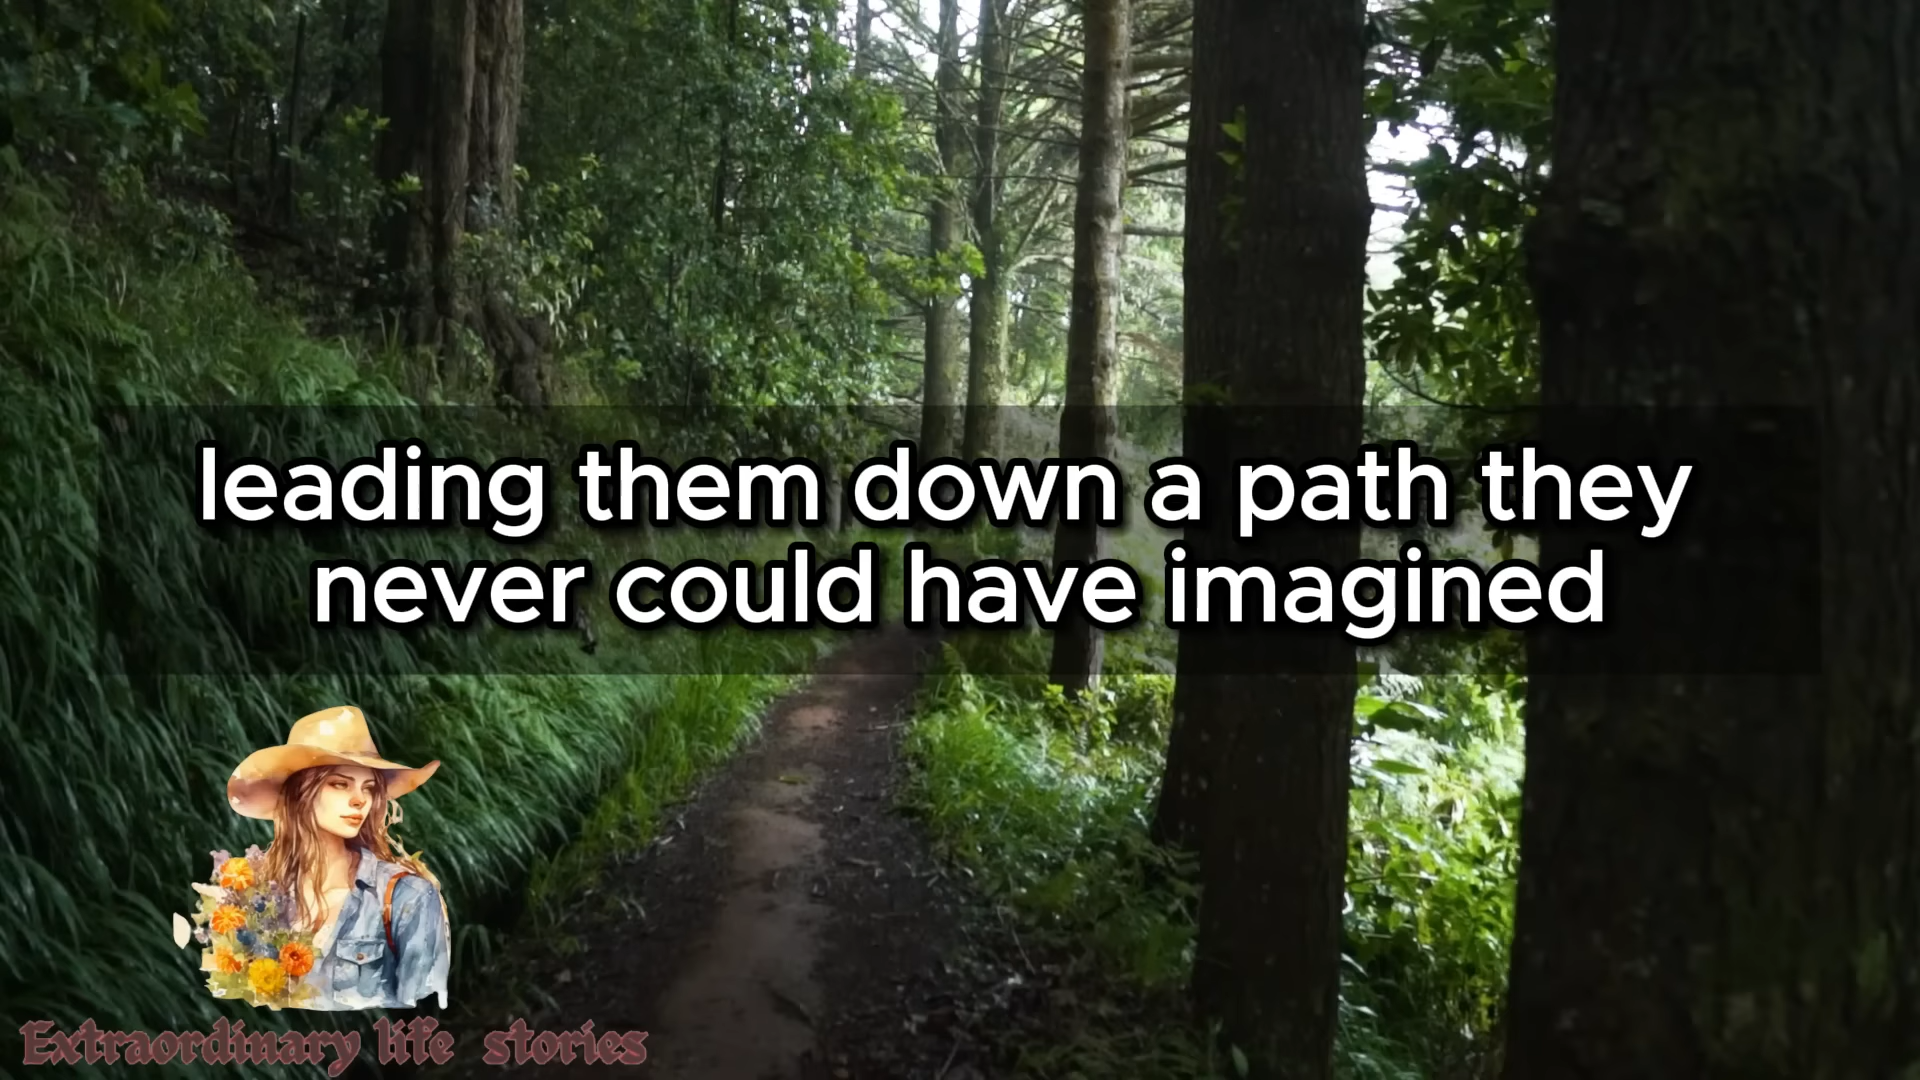 leading them down a path they
never could have imagined
Extraordinary life stories